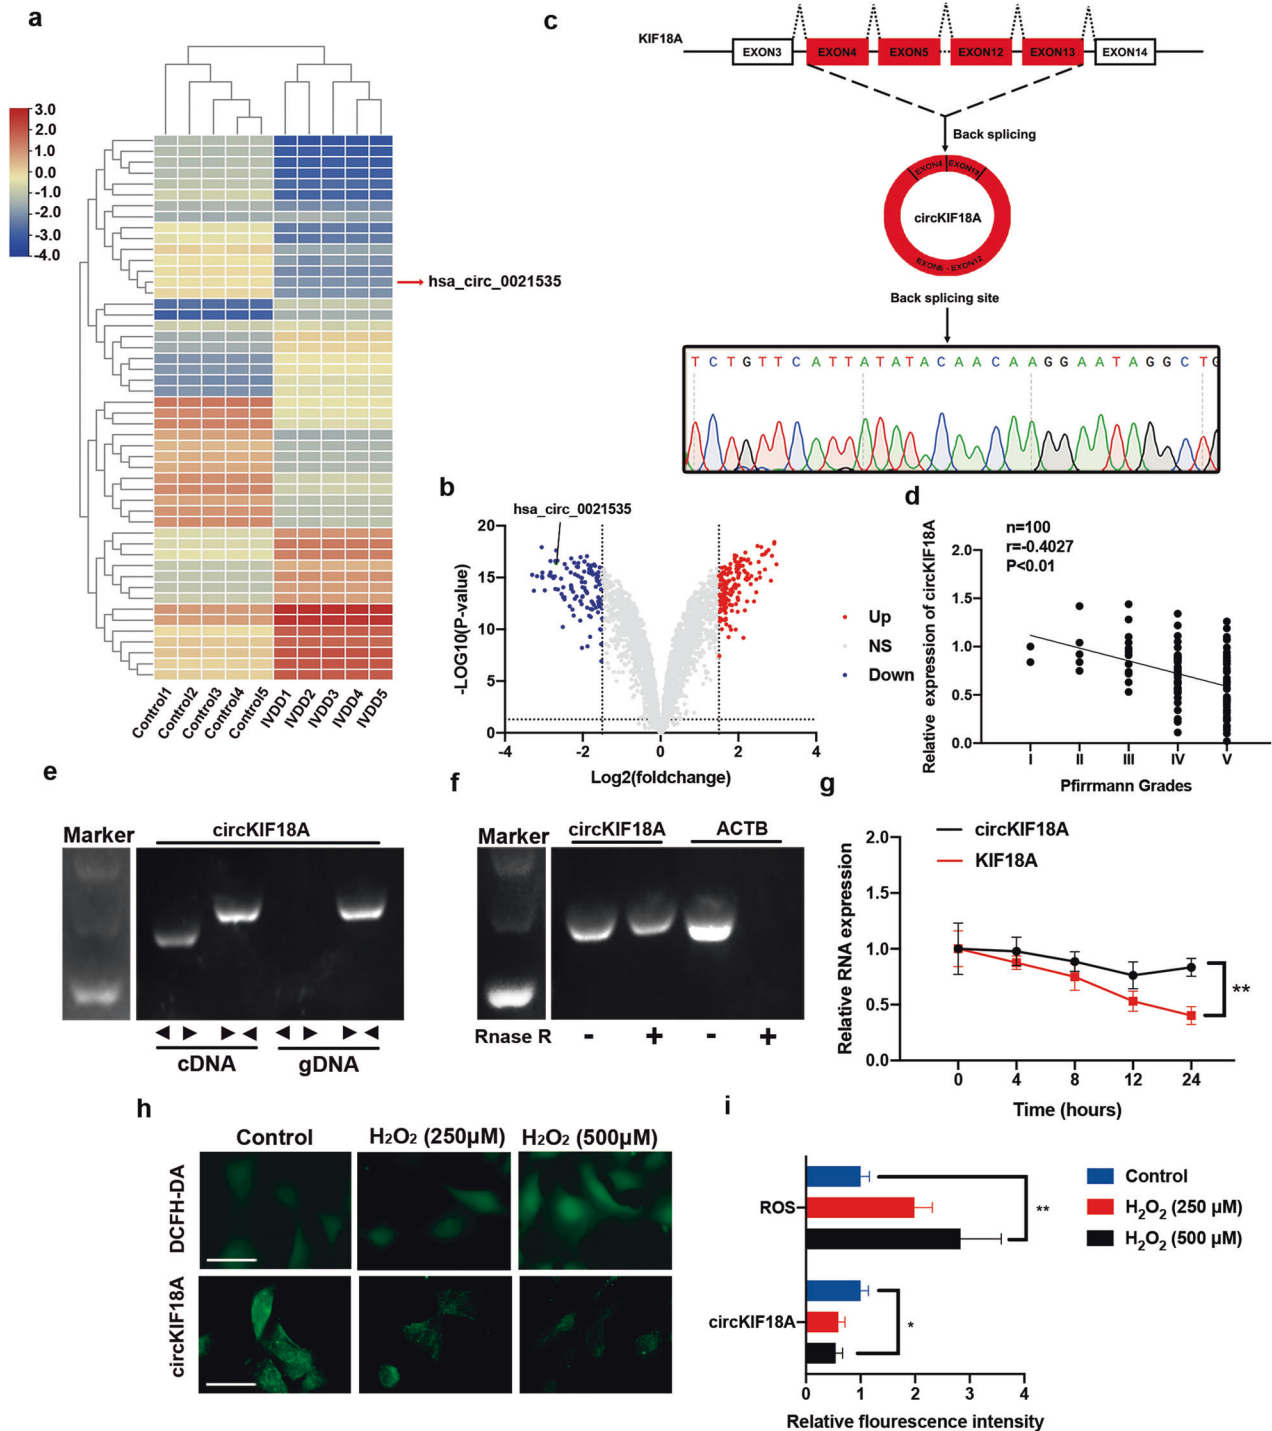 a
3.0
2.0
1.0
0.0
-1.0
-2.0
-3.0
-4.0
hsa_circ_0021535
Control1
Control2
Control3
Control4
Control5
IVDD1
IVDD2
IVDD3
IVDD4
IVDD5
c
KIF18A
EXON3
EXON4
EXON5
EXON12
EXON13
EXON14
Back splicing
EXON4
EXON13
circKIF18A
EXON5 - EXON12
Back splicing site
T C T G T T C A T T A T A T A C A A C A A G G A A T A G G C T G
b
hsa_circ_0021535
-LOG10(P-value)
20
15
10
5
0
-4
-2
0
2
4
Log2(foldchange)
Up
NS
Down
d
Relative expression of circKIF18A
n=100
r=-0.4027
P<0.01
2.0
1.5
1.0
0.5
0.0
I
II
III
IV
V
Pfirrmann Grades
e
Marker
circKIF18A
cDNA
gDNA
f
Marker
circKIF18A
ACTB
Rnase R
- + - +
g
circKIF18A
KIF18A
Relative RNA expression
2.0
1.5
1.0
0.5
0.0
**
0
4
8
12
24
Time (hours)
h
Control
H2O2 (250μM)
H2O2 (500μM)
DCFH-DA
circKIF18A
i
ROS
circKIF18A
**
*
0
1
2
3
4
Relative flourescence intensity
Control
H2O2 (250 μM)
H2O2 (500 μM)